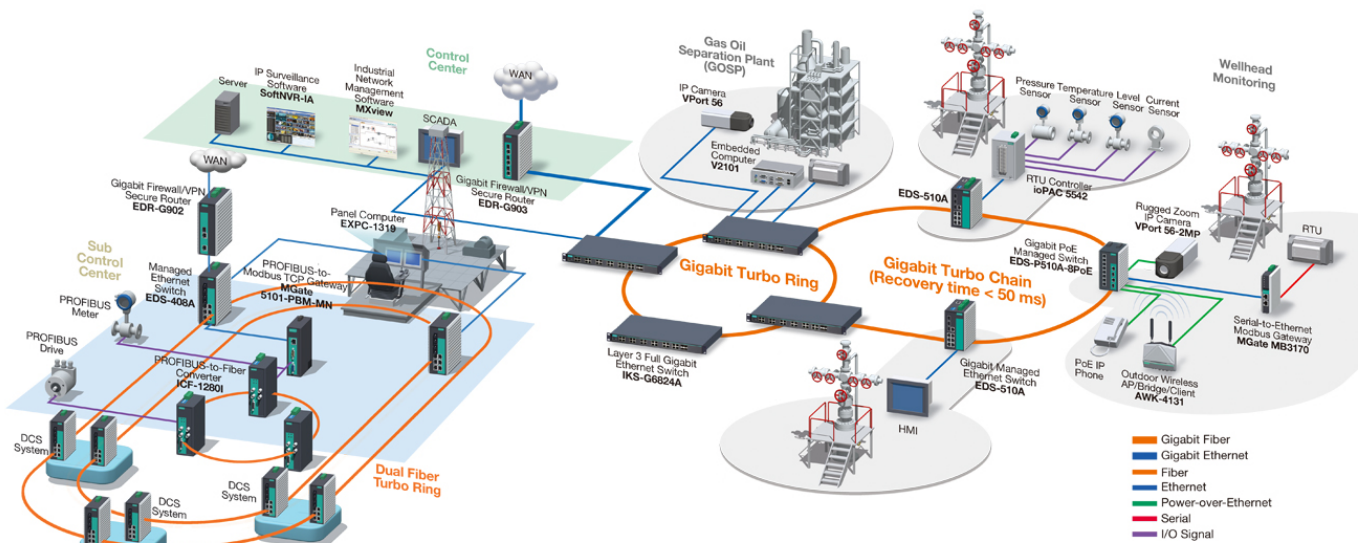 Control
Center
WAN
Server
IP Surveillance
Software
SoftNVR-IA
Industrial
Network
Management
Software
MXview
SCADA
Gigabit Firewall/VPN
Secure Router
EDR-G903
WAN
Gigabit Firewall/VPN
Secure Router
EDR-G902
Panel Computer
EXPC-1319
Sub
Control
Center
Managed
Ethernet
Switch
EDS-408A
PROFIBUS-to-
Modbus TCP Gateway
MGate
5101-PBM-MN
PROFIBUS
Meter
PROFIBUS
Drive
PROFIBUS-to-Fiber
Converter
ICF-1280I
DCS
System
DCS
System
DCS
System
Dual Fiber
Turbo Ring
Gas Oil
Separation Plant
(GOSP)
IP Camera
VPort 56
Embedded
Computer
V2101
Gigabit Turbo Ring
Layer 3 Full Gigabit
Ethernet Switch
IKS-G6824A
Gigabit Turbo Chain
(Recovery time < 50 ms)
EDS-510A
RTU Controller
ioPAC 5542
Pressure
Sensor
Temperature
Sensor
Level
Sensor
Current
Sensor
Wellhead
Monitoring
Gigabit PoE
Managed Switch
EDS-P510A-8PoE
Rugged Zoom
IP Camera
VPort 56-2MP
RTU
Serial-to-Ethernet
Modbus Gateway
MGate MB3170
PoE IP
Phone
Outdoor Wireless
AP/Bridge/Client
AWK-4131
Gigabit Managed
Ethernet Switch
EDS-510A
HMI
Gigabit Fiber
Gigabit Ethernet
Fiber
Ethernet
Power-over-Ethernet
Serial
I/O Signal